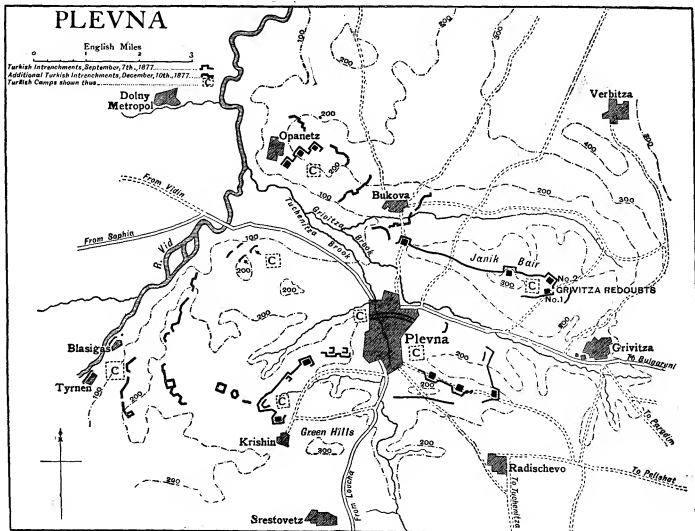 PLEVNA
English Miles
0 1 2 3
Turkish Intrenchments, September, 7th., 1877
Additional Turkish Intrenchments, December, 10th., 1877
Turkish Camps shown thus C
Dolny
Metropol
Verbitza
Opanetz
C
Bukova
From Vidin
From Sophia
R. Vid
Tuchenitza
Brook
Grivitza
Brook
Janik Bair
No. 2
GRIVITZA REDOUBTS
No. 1
C
C
C
Plevna
C
Grivitza
To Bulgareni
Blasigas
C
Tyrnen
C
To Paradim
Krishin
Green Hills
Radischevo
To Pelishat
From Loucha
To Tuchenitza
Srestovetz
100
200
300
400